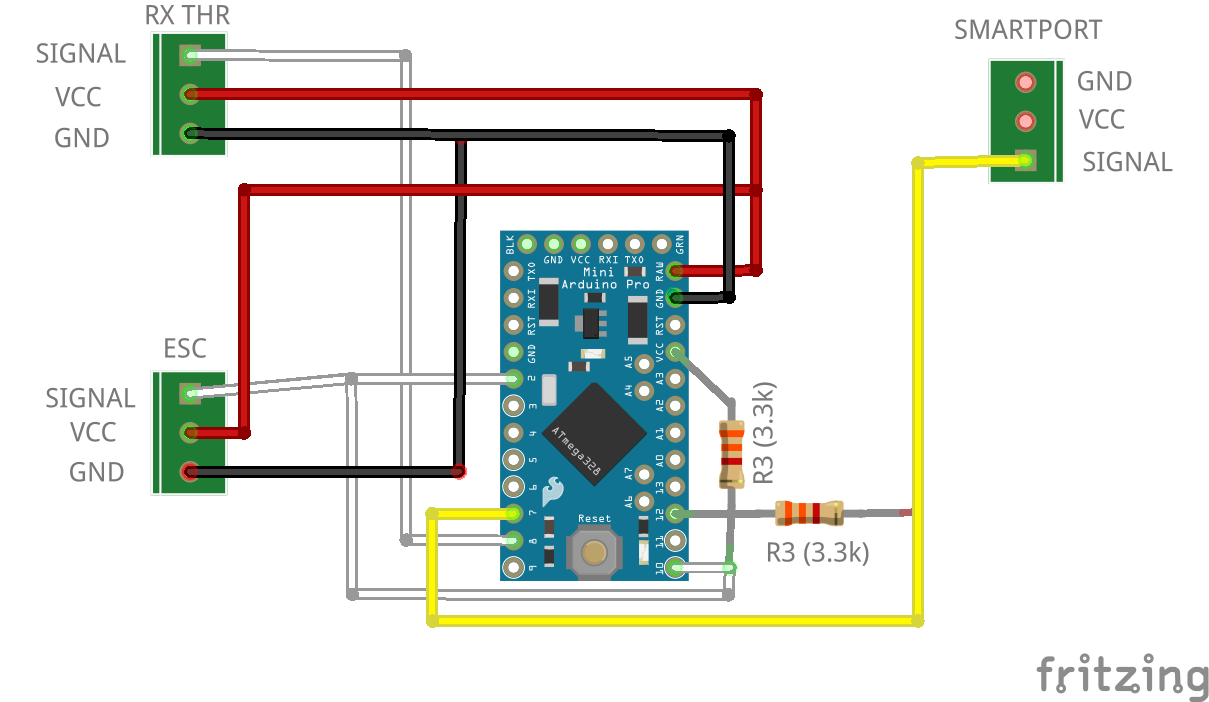 RX THR
SIGNAL
VCC
GND
SMARTPORT
GND
VCC
SIGNAL
ESC
SIGNAL
VCC
GND
BLK
GND VCC RXI TXO
GRN
Mini
Arduino Pro
TXO
RXI
RST
GND
2
3
4
5
6
7
8
9
RAW
GND
RST
VCC
A3
A2
A1
A0
13
12
11
10
A5
A4
A7
A6
ATmega328
Reset
R3 (3.3k)
R3 (3.3k)
fritzing